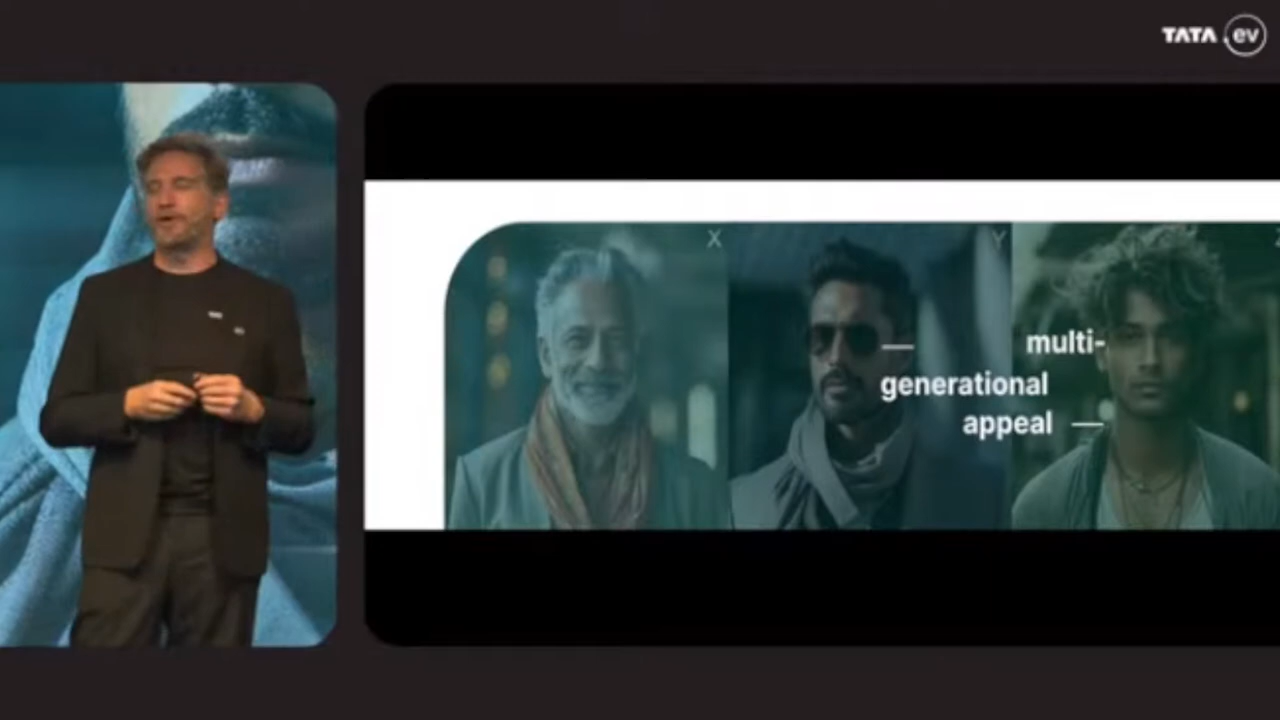 TATA .ev
X
Y
— multi-
generational
appeal —